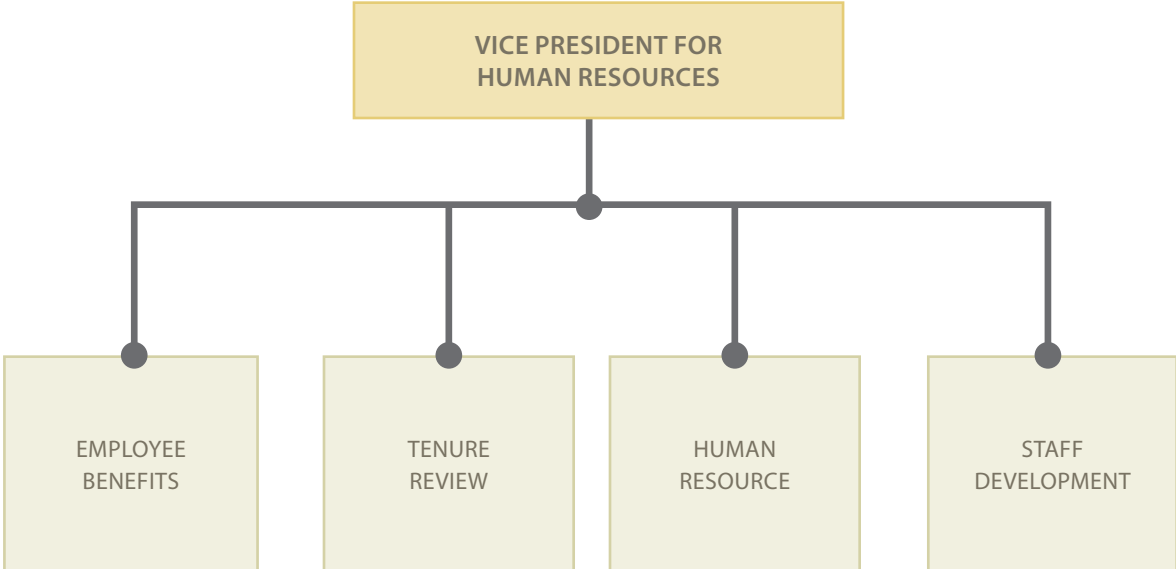 VICE PRESIDENT FOR
HUMAN RESOURCES
EMPLOYEE
BENEFITS
TENURE
REVIEW
HUMAN
RESOURCE
STAFF
DEVELOPMENT